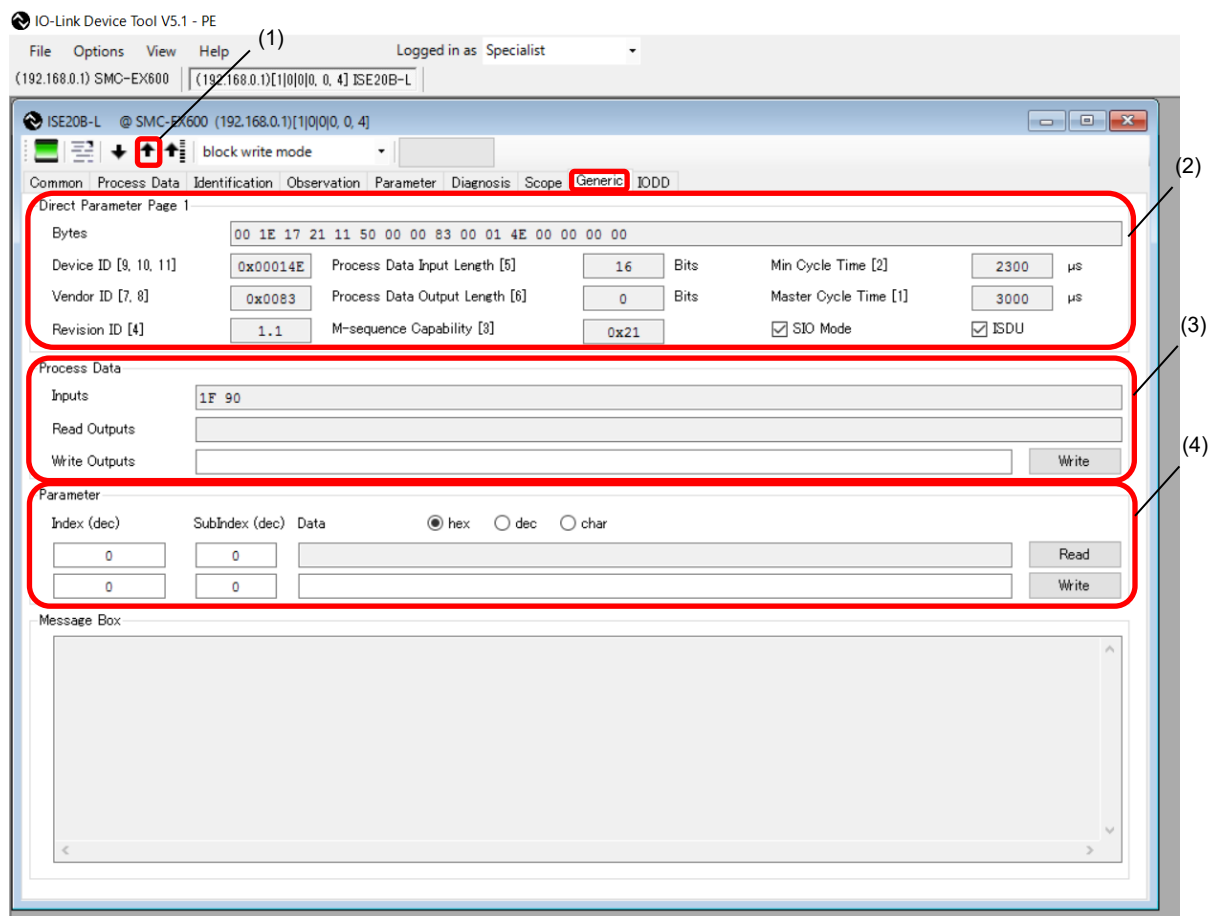 IO-Link Device Tool V5.1 - PE
(1)
File Options View Help Logged in as Specialist
(192.168.0.1) SMC-EX600 (192.168.0.1)[1|0|0|0, 0, 4] ISE20B-L
ISE20B-L @ SMC-EX600 (192.168.0.1)[1|0|0|0, 0, 4]
block write mode
(2)
Common Process Data Identification Observation Parameter Diagnosis Scope Generic IODD
Direct Parameter Page 1
Bytes 00 1E 17 21 11 50 00 00 83 00 01 4E 00 00 00 00
Device ID [9, 10, 11] 0x00014E Process Data Input Length [5] 16 Bits Min Cycle Time [2] 2300 µs
Vendor ID [7, 8] 0x0083 Process Data Output Length [6] 0 Bits Master Cycle Time [1] 3000 µs
Revision ID [4] 1.1 M-sequence Capability [3] 0x21 SIO Mode ISDU
(3)
Process Data
Inputs 1F 90
Read Outputs
(4)
Write Outputs Write
Parameter
Index (dec) SubIndex (dec) Data hex dec char
0 0 Read
0 0 Write
Message Box